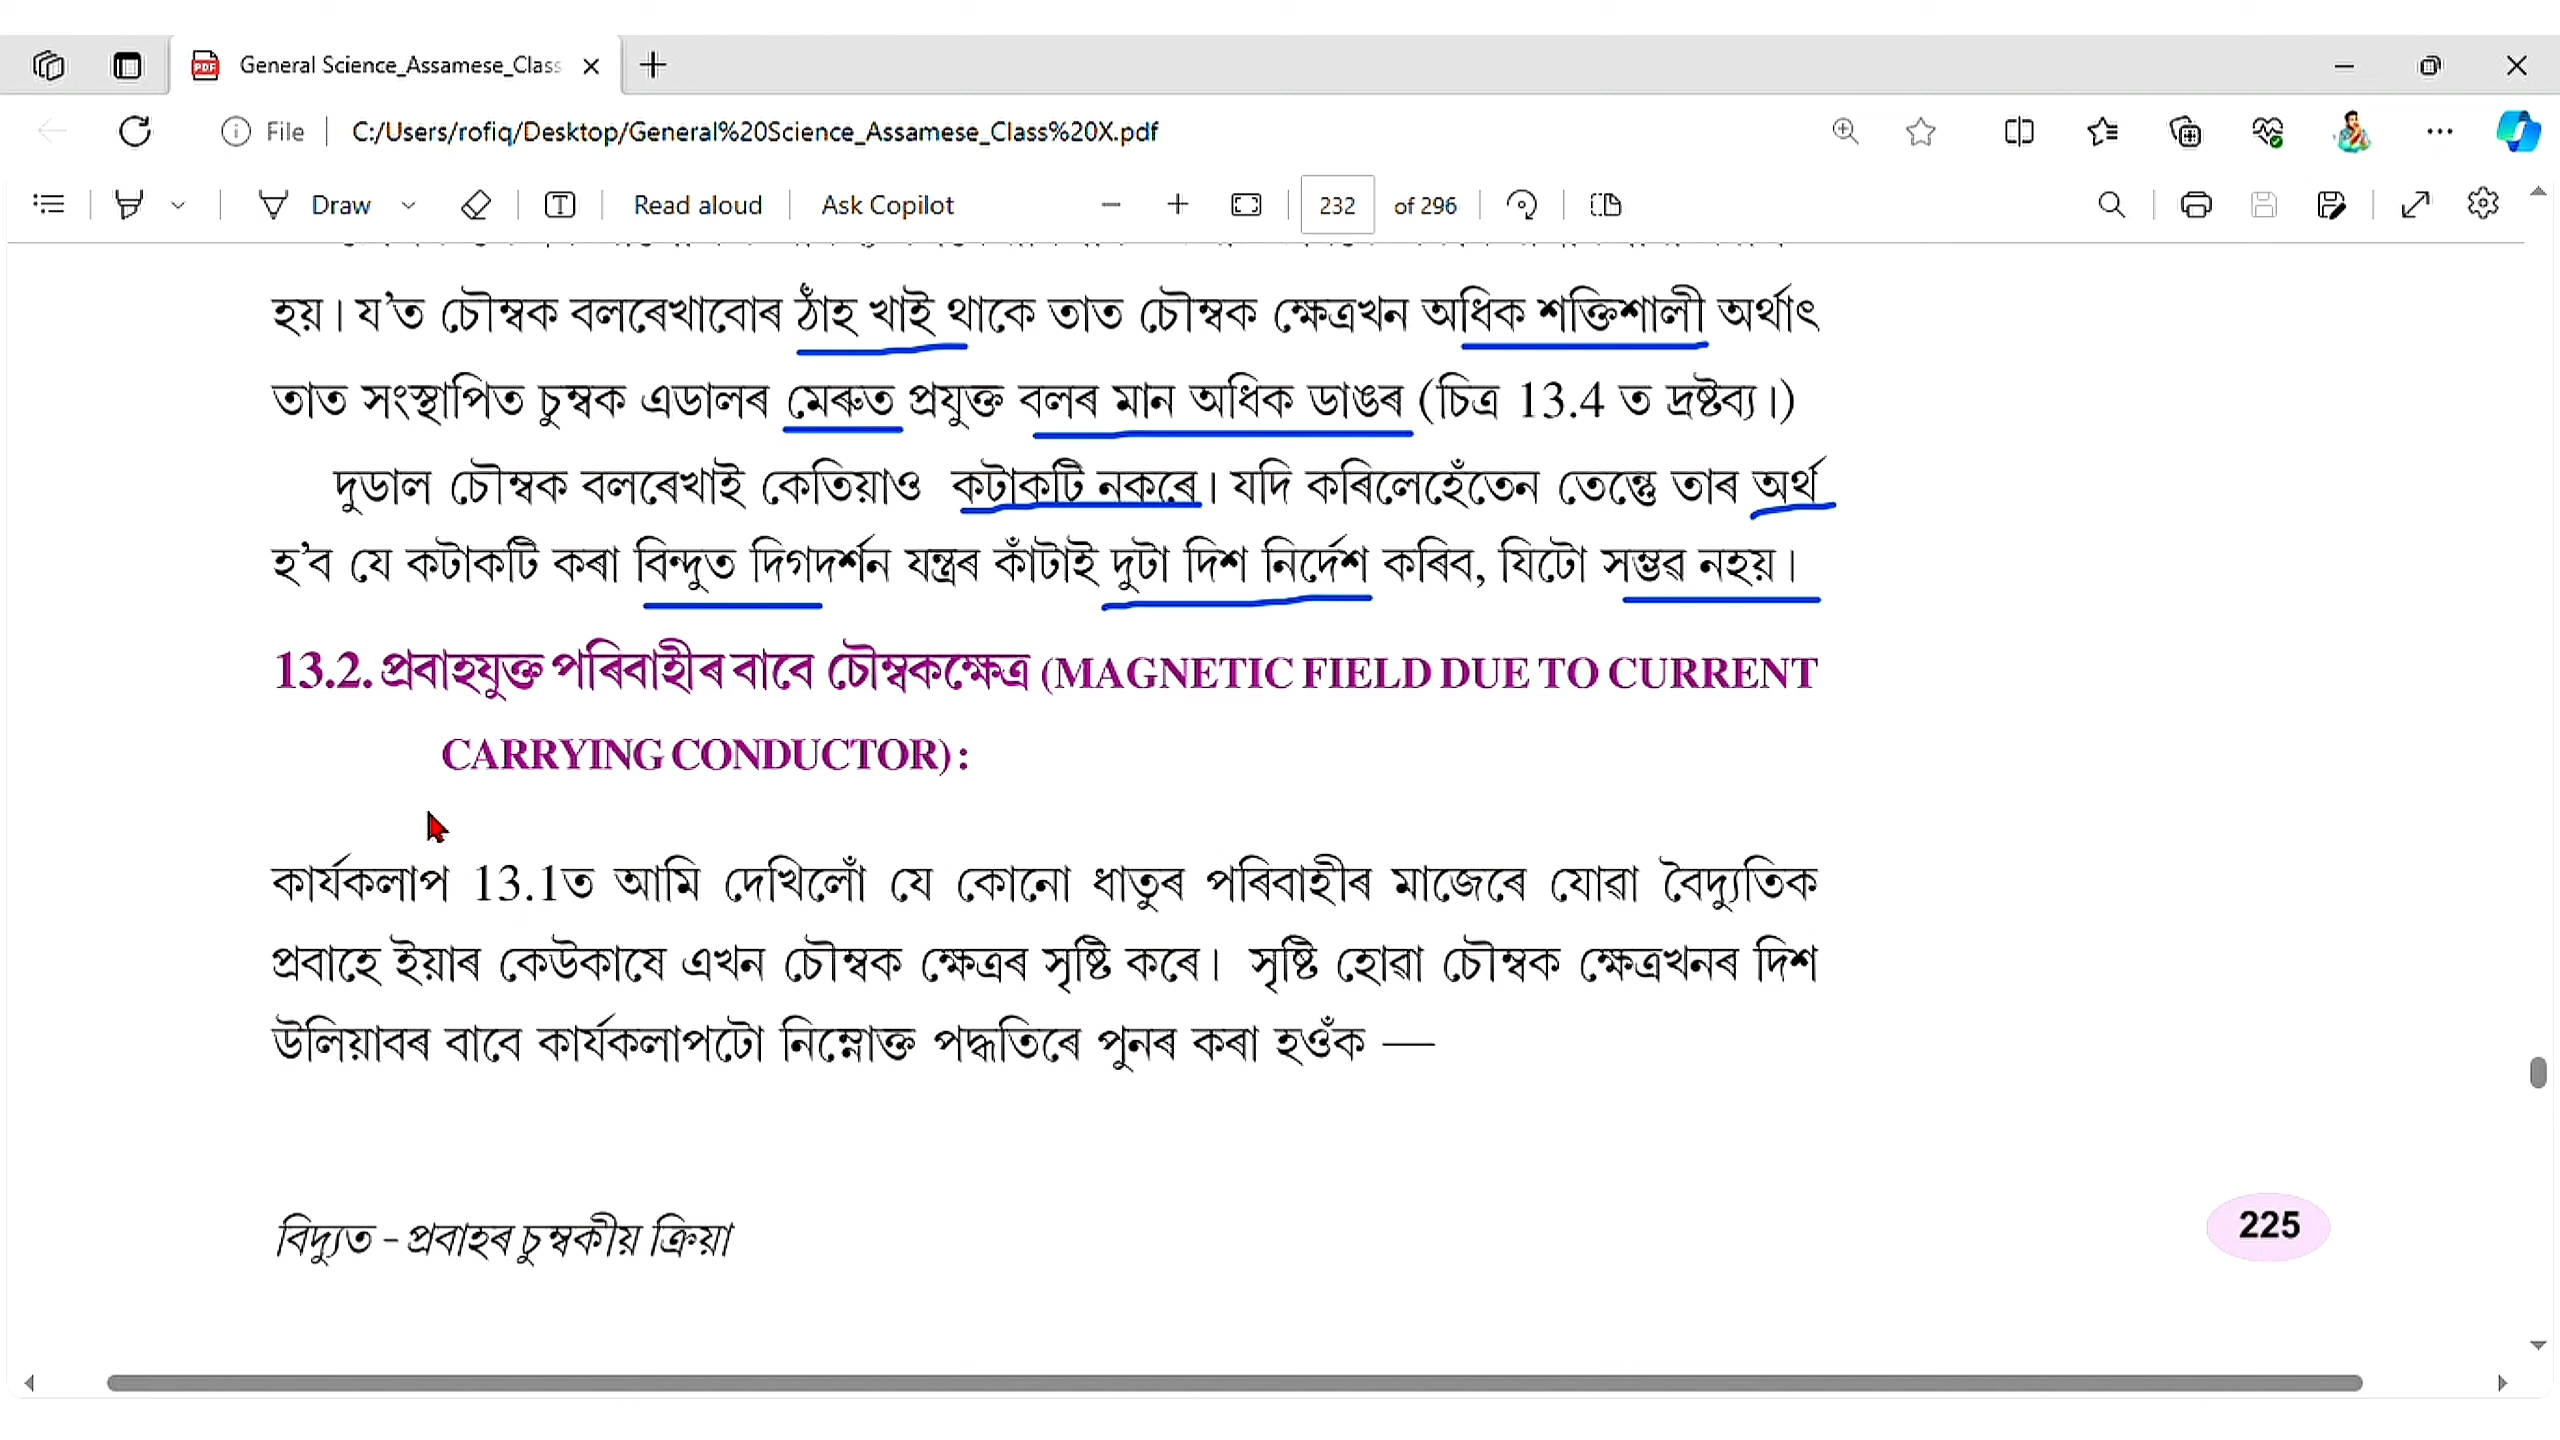 General Science_Assamese_Class
File
C:/Users/rofiq/Desktop/General%20Science_Assamese_Class%20X.pdf
Draw
Read aloud
Ask Copilot
232 of 296
হয়। য’ত চৌম্বক বলৰেখাবোৰ ঠাঁহ খাই থাকে তাত চৌম্বক ক্ষেত্ৰখন অধিক শক্তিশালী অৰ্থাৎ
তাত সংস্থাপিত চুম্বক এডালৰ মেৰুত প্ৰযুক্ত বলৰ মান অধিক ডাঙৰ (চিত্ৰ 13.4 ত দ্ৰষ্টব্য।)
দুডাল চৌম্বক বলৰেখাই কেতিয়াও কটাকটি নকৰে। যদি কৰিলেহেঁতেন তেন্তে তাৰ অৰ্থ
হ’ব যে কটাকটি কৰা বিন্দুত দিগদৰ্শন যন্ত্ৰৰ কাঁটাই দুটা দিশ নিৰ্দেশ কৰিব, যিটো সম্ভৱ নহয়।
13.2. প্ৰবাহযুক্ত পৰিবাহীৰ বাবে চৌম্বকক্ষেত্ৰ (MAGNETIC FIELD DUE TO CURRENT
CARRYING CONDUCTOR) :
কাৰ্যকলাপ 13.1ত আমি দেখিলোঁ যে কোনো ধাতুৰ পৰিবাহীৰ মাজেৰে যোৱা বৈদ্যুতিক
প্ৰবাহে ইয়াৰ কেউকাষে এখন চৌম্বক ক্ষেত্ৰৰ সৃষ্টি কৰে। সৃষ্টি হোৱা চৌম্বক ক্ষেত্ৰখনৰ দিশ
উলিয়াবৰ বাবে কাৰ্যকলাপটো নিম্নোক্ত পদ্ধতিৰে পুনৰ কৰা হওঁক —
বিদ্যুত - প্ৰবাহৰ চুম্বকীয় ক্ৰিয়া
225